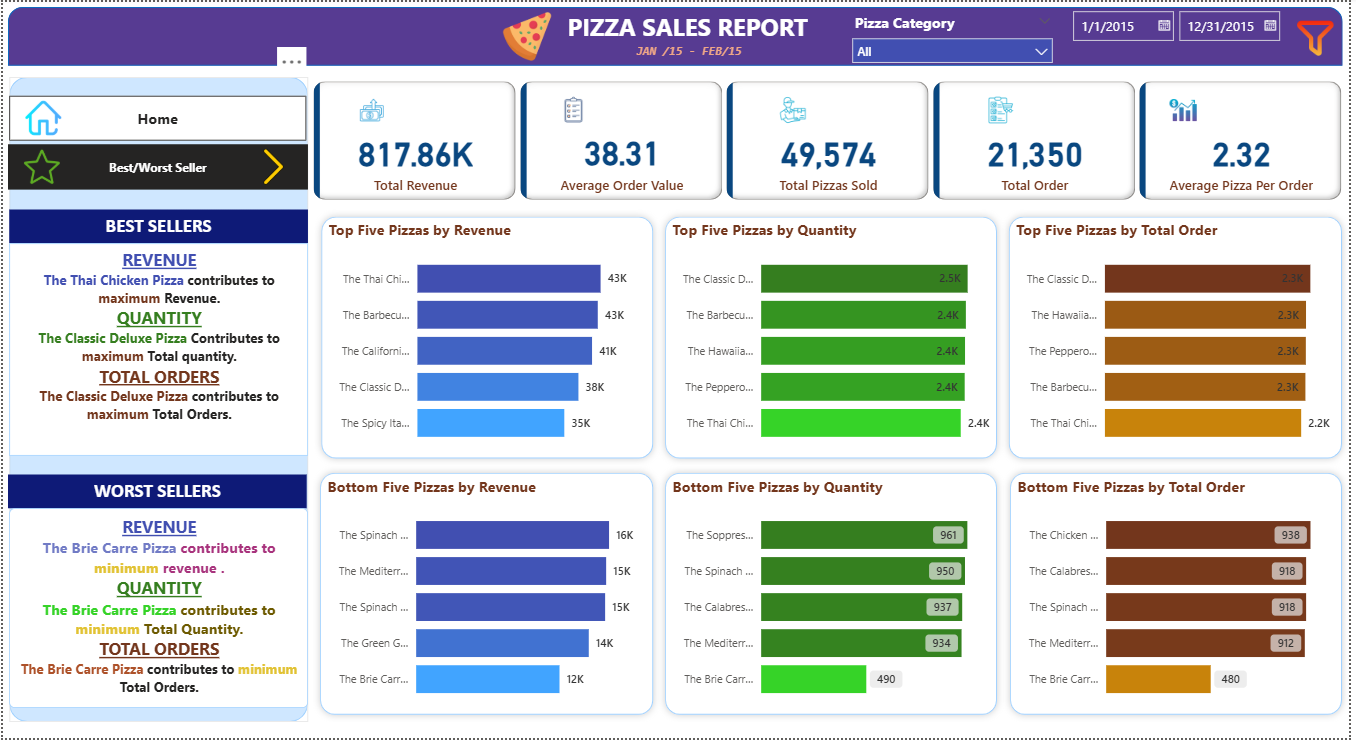 PIZZA SALES REPORT
JAN /15 - FEB/15
Pizza Category
All
1/1/2015
12/31/2015
...
Home
Best/Worst Seller
817.86K
Total Revenue
38.31
Average Order Value
49,574
Total Pizzas Sold
21,350
Total Order
2.32
Average Pizza Per Order
BEST SELLERS
REVENUE
The Thai Chicken Pizza contributes to
maximum Revenue.
QUANTITY
The Classic Deluxe Pizza Contributes to
maximum Total quantity.
TOTAL ORDERS
The Classic Deluxe Pizza contributes to
maximum Total Orders.
WORST SELLERS
REVENUE
The Brie Carre Pizza contributes to
minimum revenue .
QUANTITY
The Brie Carre Pizza contributes to
minimum Total Quantity.
TOTAL ORDERS
The Brie Carre Pizza contributes to minimum
Total Orders.
Top Five Pizzas by Revenue
The Thai Chi... 43K
The Barbecu... 43K
The Californi... 41K
The Classic D... 38K
The Spicy Ita... 35K
Top Five Pizzas by Quantity
The Classic D... 2.5K
The Barbecu... 2.4K
The Hawaiia... 2.4K
The Peppero... 2.4K
The Thai Chi... 2.4K
Top Five Pizzas by Total Order
The Classic D... 2.3K
The Hawaiia... 2.3K
The Peppero... 2.3K
The Barbecu... 2.3K
The Thai Chi... 2.2K
Bottom Five Pizzas by Revenue
The Spinach ... 16K
The Mediterr... 15K
The Spinach ... 15K
The Green G... 14K
The Brie Carr... 12K
Bottom Five Pizzas by Quantity
The Soppres... 961
The Spinach ... 950
The Calabres... 937
The Mediterr... 934
The Brie Carr... 490
Bottom Five Pizzas by Total Order
The Chicken ... 938
The Calabres... 918
The Spinach ... 918
The Mediterr... 912
The Brie Carr... 480